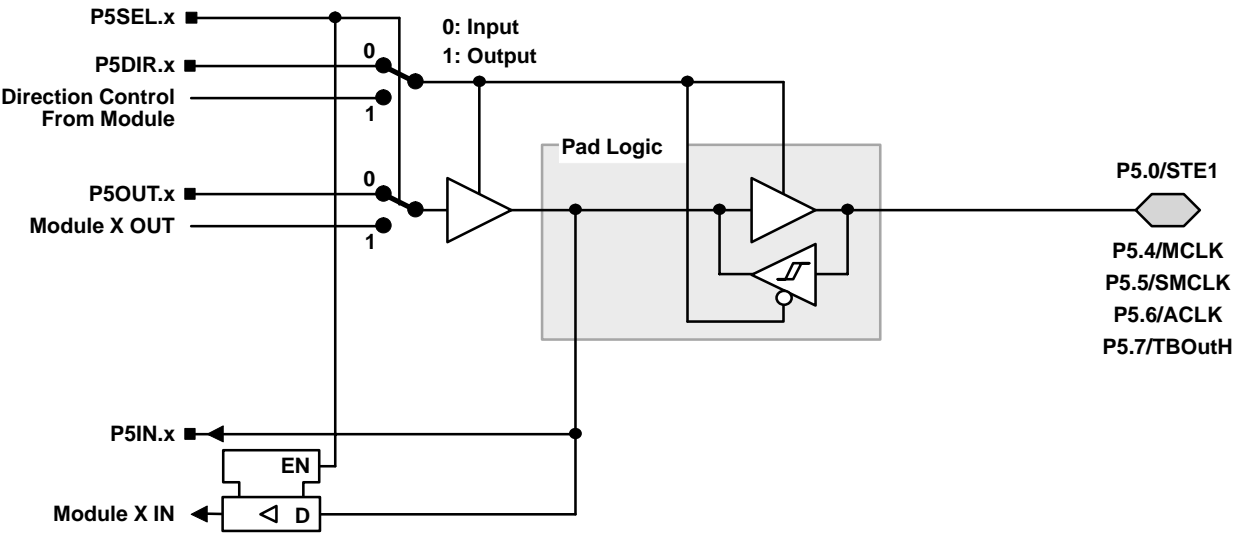 P5SEL.x
0: Input
1: Output
P5DIR.x
0
Direction Control
From Module
1
Pad Logic
P5OUT.x
0
Module X OUT
1
P5.0/STE1
P5.4/MCLK
P5.5/SMCLK
P5.6/ACLK
P5.7/TBOutH
P5IN.x
EN
Module X IN
D